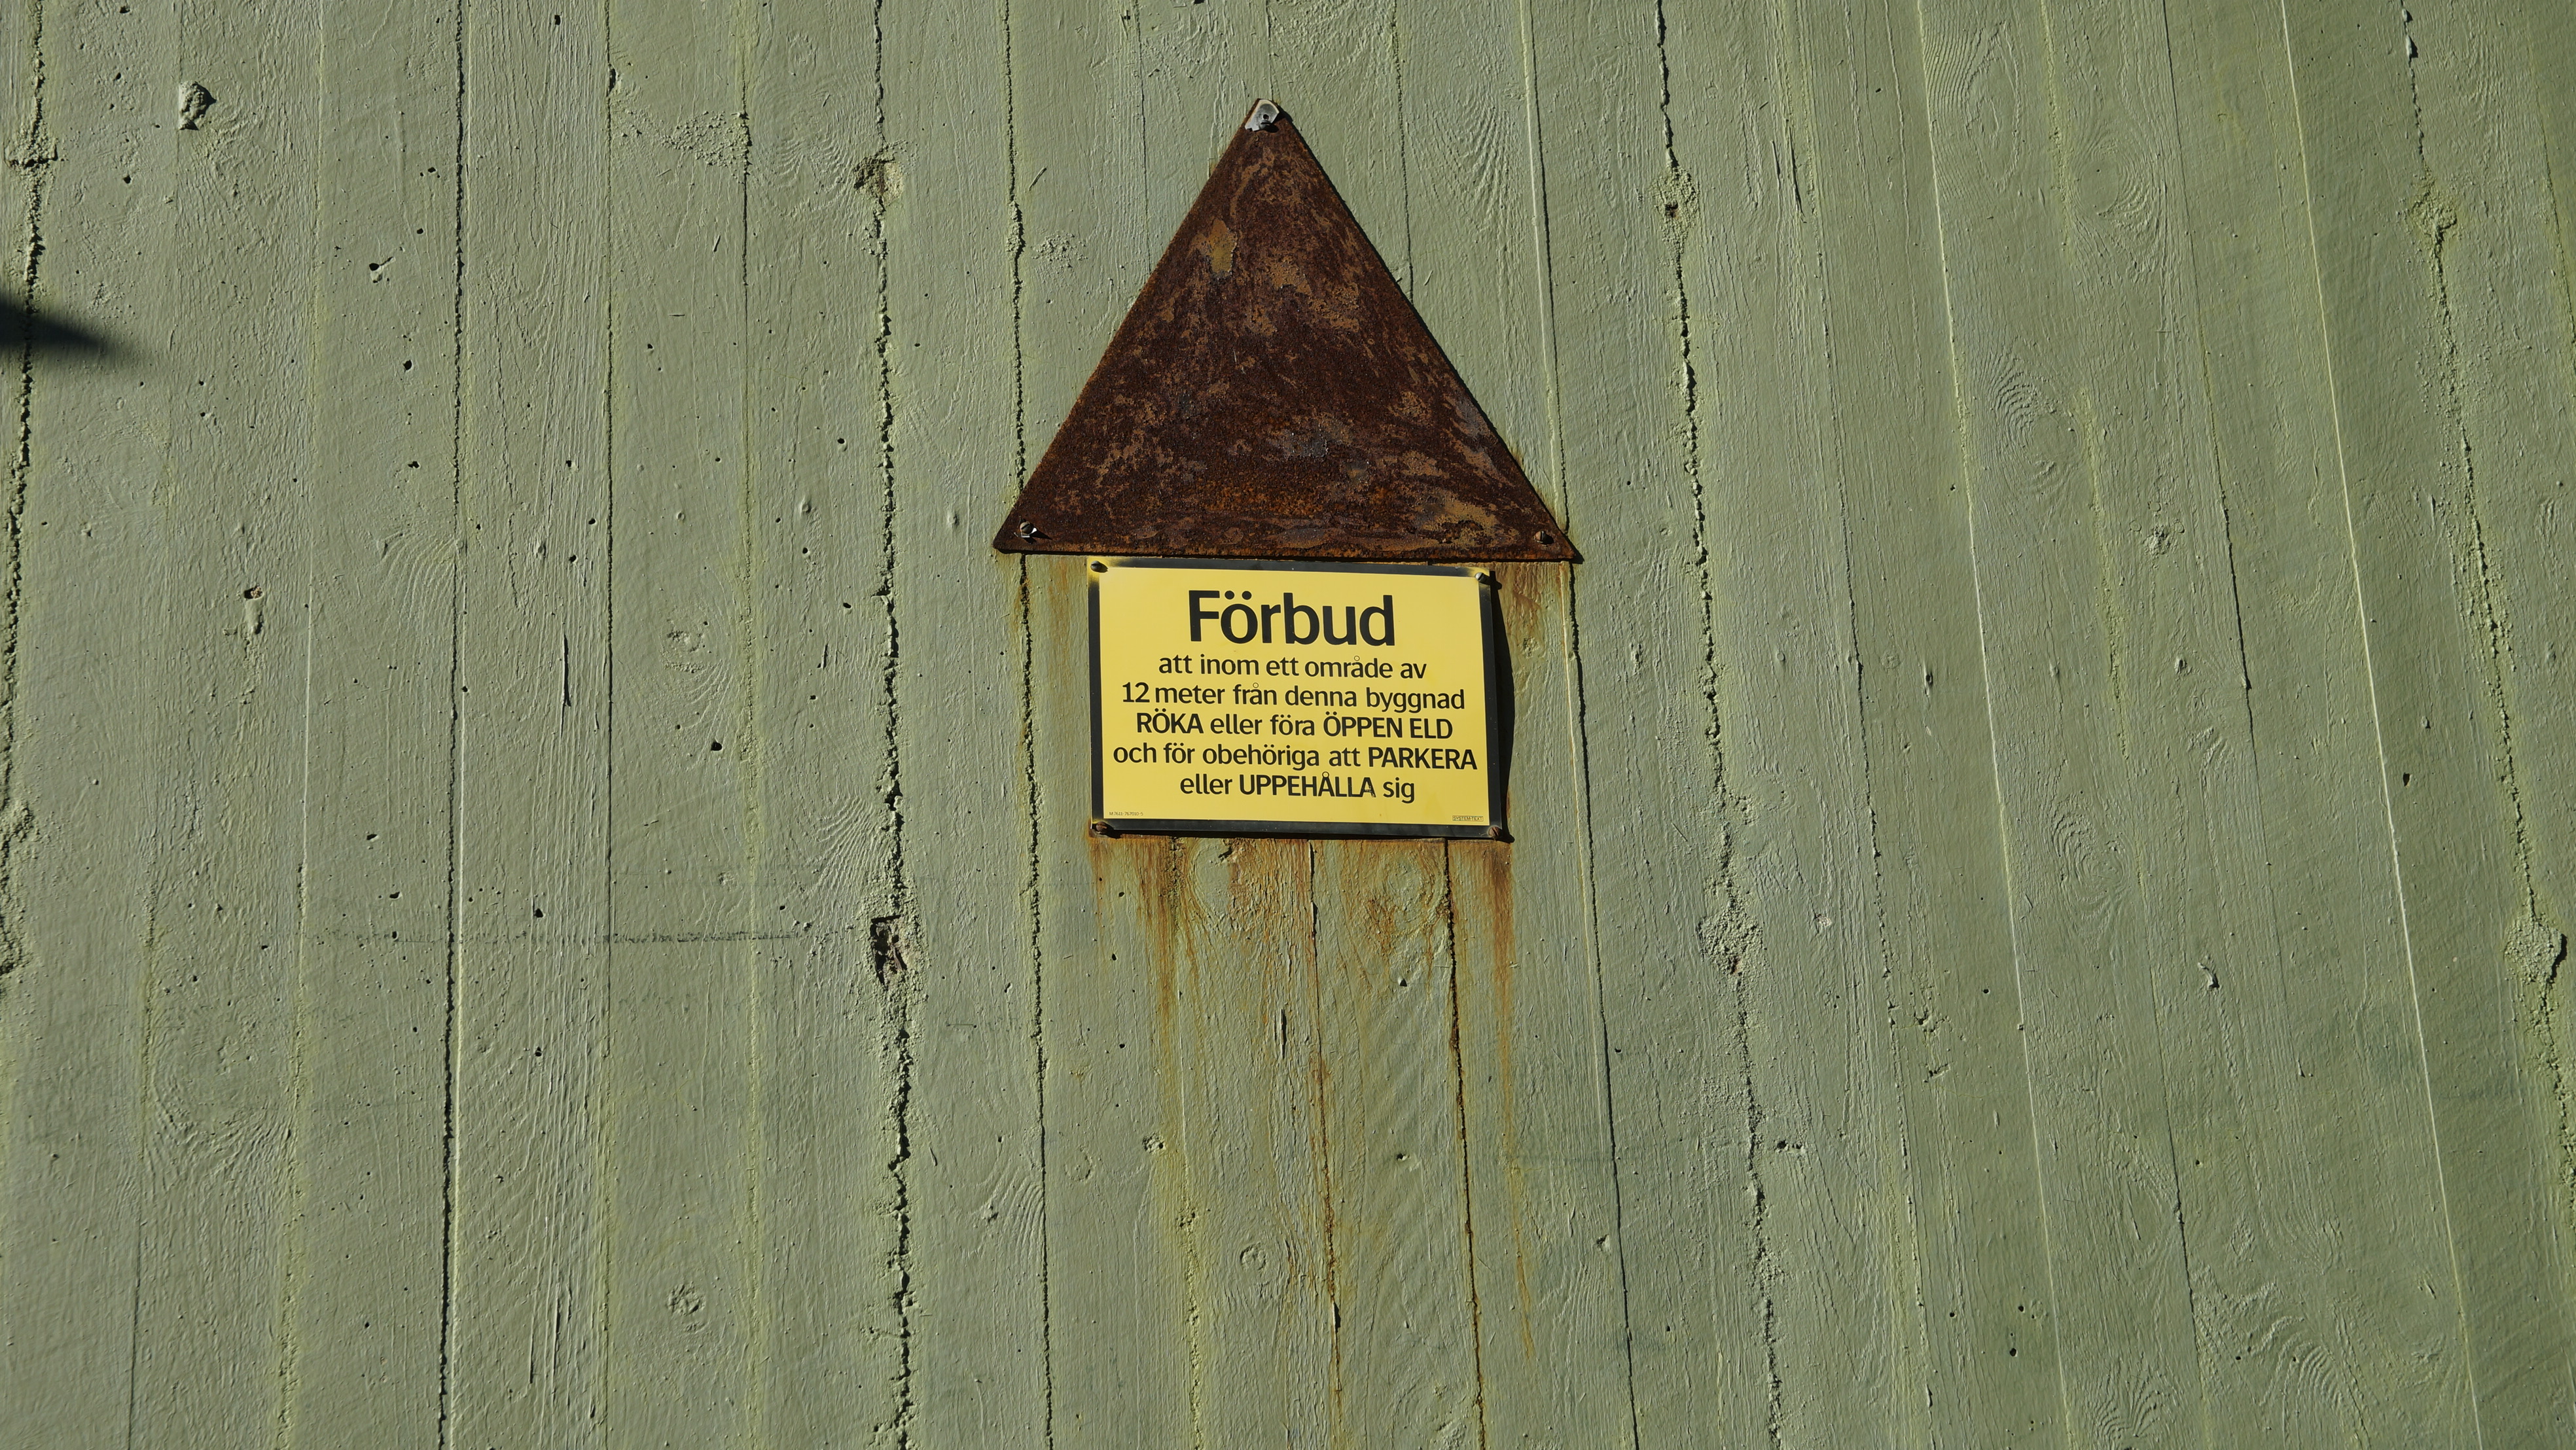 Förbud
att inom ett område av
12 meter från denna byggnad
RÖKA eller föra ÖPPEN ELD
och för obehöriga att PARKERA
eller UPPEHÅLLA sig
SYSTEMTEXT